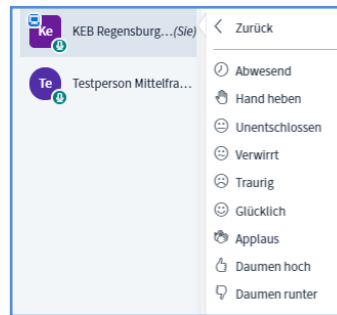 Ke KEB Regensburg...(Sie)
Te Testperson Mittelfra...
Zurück
Abwesend
Hand heben
Unentschlossen
Verwirrt
Traurig
Glücklich
Applaus
Daumen hoch
Daumen runter